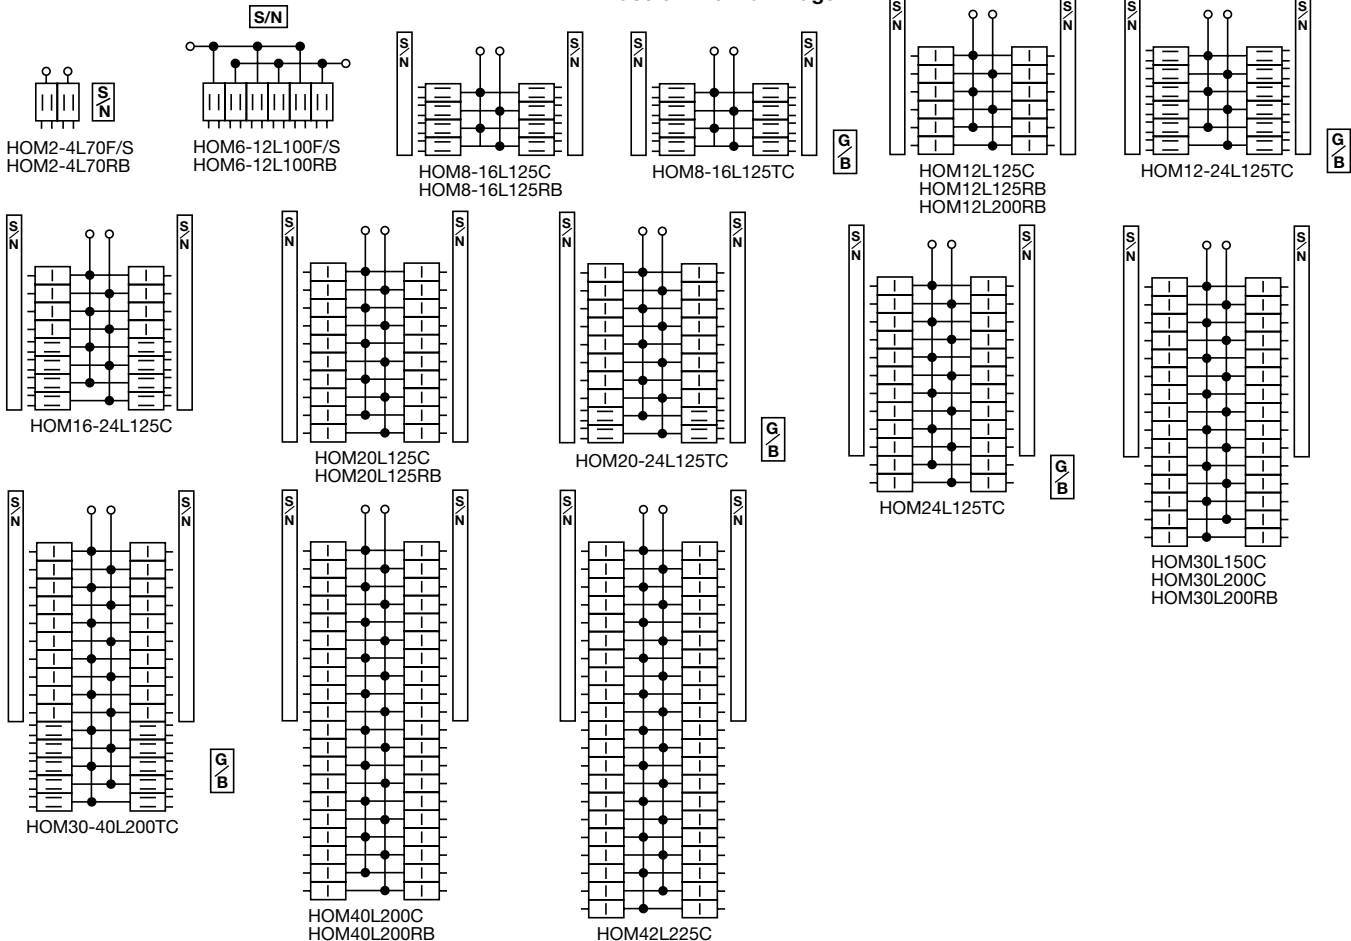 S/N
S/N
HOM2-4L70F/S
HOM2-4L70RB
HOM6-12L100F/S
HOM6-12L100RB
S/N
S/N
HOM8-16L125C
HOM8-16L125RB
S/N
S/N
HOM8-16L125TC
G/B
S/N
S/N
HOM12L125C
HOM12L125RB
HOM12L200RB
S/N
S/N
HOM12-24L125TC
G/B
S/N
S/N
HOM16-24L125C
S/N
S/N
HOM20L125C
HOM20L125RB
S/N
S/N
HOM20-24L125TC
G/B
S/N
S/N
HOM24L125TC
G/B
S/N
S/N
HOM30L150C
HOM30L200C
HOM30L200RB
S/N
S/N
HOM30-40L200TC
G/B
S/N
S/N
HOM40L200C
HOM40L200RB
S/N
S/N
HOM42L225C